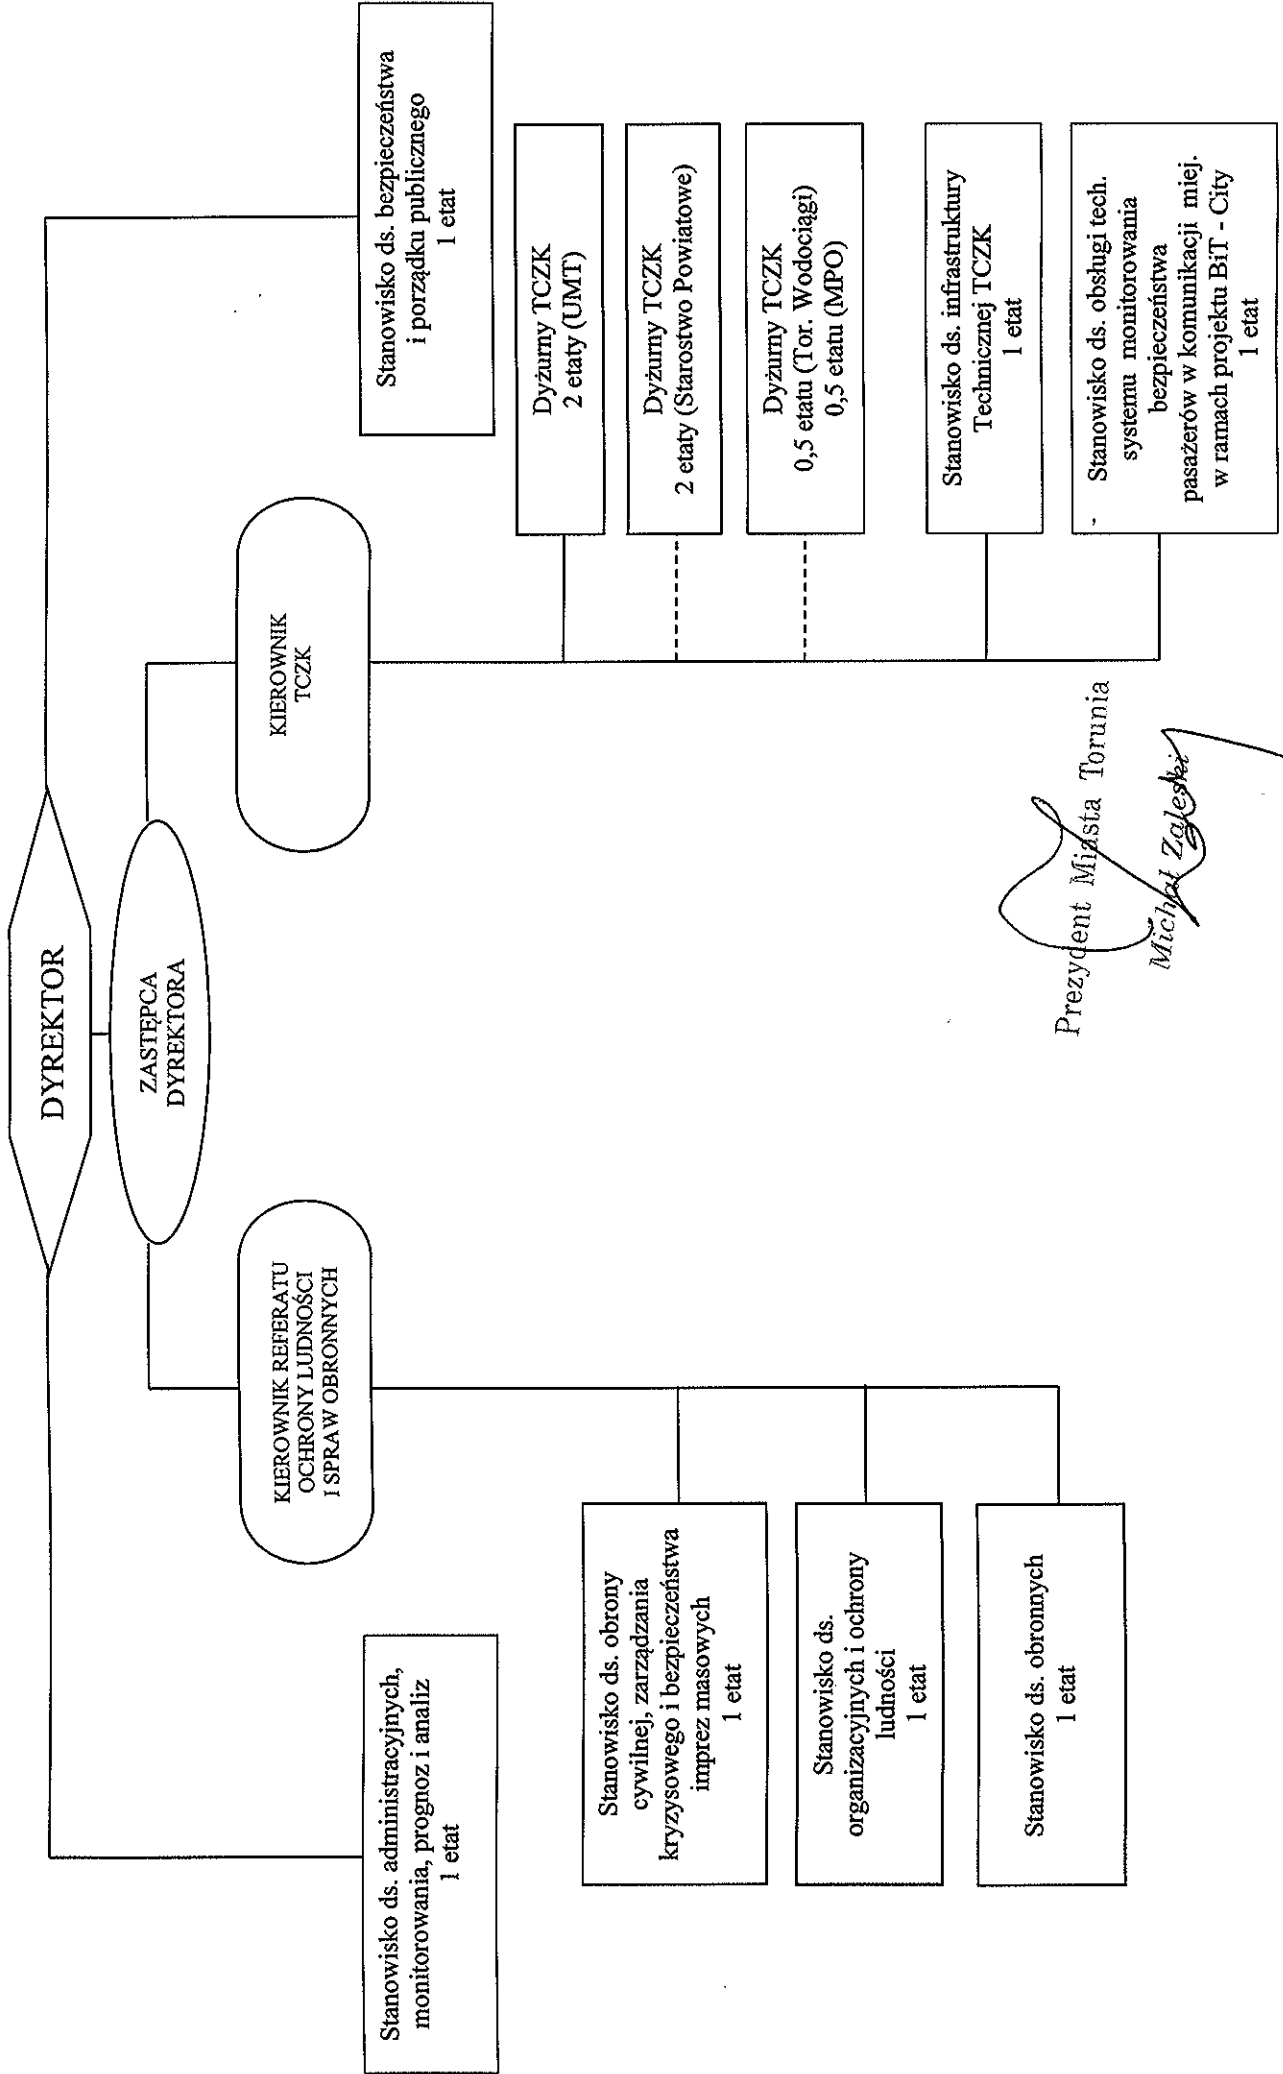 DYREKTOR
ZASTĘPCA
DYREKTORA
KIEROWNIK REFERATU
OCHRONY LUDNOŚCI
I SPRAW OBRONNYCH
KIEROWNIK
TCZK
Stanowisko ds. administracyjnych,
monitorowania, prognoz i analiz
1 etat
Stanowisko ds. obrony
cywilnej, zarządzania
kryzysowego i bezpieczeństwa
imprez masowych
1 etat
Stanowisko ds.
organizacyjnych i ochrony
ludności
1 etat
Stanowisko ds. obronnych
1 etat
Stanowisko ds. bezpieczeństwa
i porządku publicznego
1 etat
Dyżurny TCZK
2 etaty (UMT)
Dyżurny TCZK
2 etaty (Starostwo Powiatowe)
Dyżurny TCZK
0,5 etatu (Tor. Wodociągi)
0,5 etatu (MPO)
Stanowisko ds. infrastruktury
Technicznej TCZK
1 etat
Stanowisko ds. obsługi tech.
systemu monitorowania
bezpieczeństwa
pasażerów w komunikacji miej.
w ramach projektu BiT - City
1 etat
Prezydent Miasta Torunia
Michał Zaleski